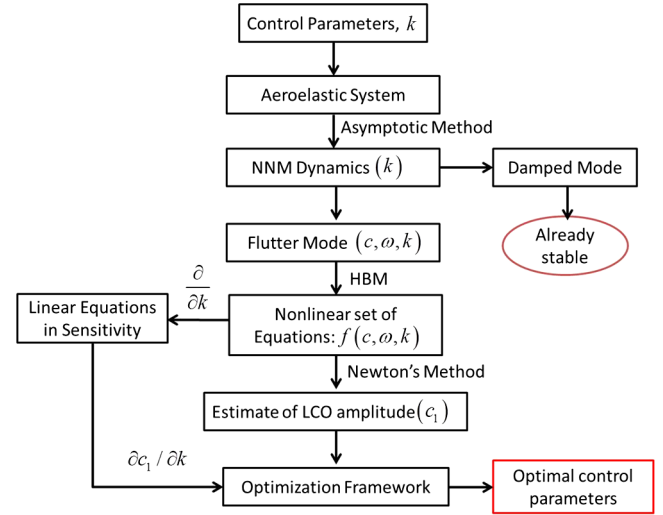 Control Parameters, k
Aeroelastic System
Asymptotic Method
NNM Dynamics (k)
Damped Mode
Flutter Mode (c, ω, k)
Already
stable
HBM
∂
∂k
Linear Equations
in Sensitivity
Nonlinear set of
Equations: f(c, ω, k)
Newton's Method
Estimate of LCO amplitude(c₁)
∂c₁ / ∂k
Optimization Framework
Optimal control
parameters